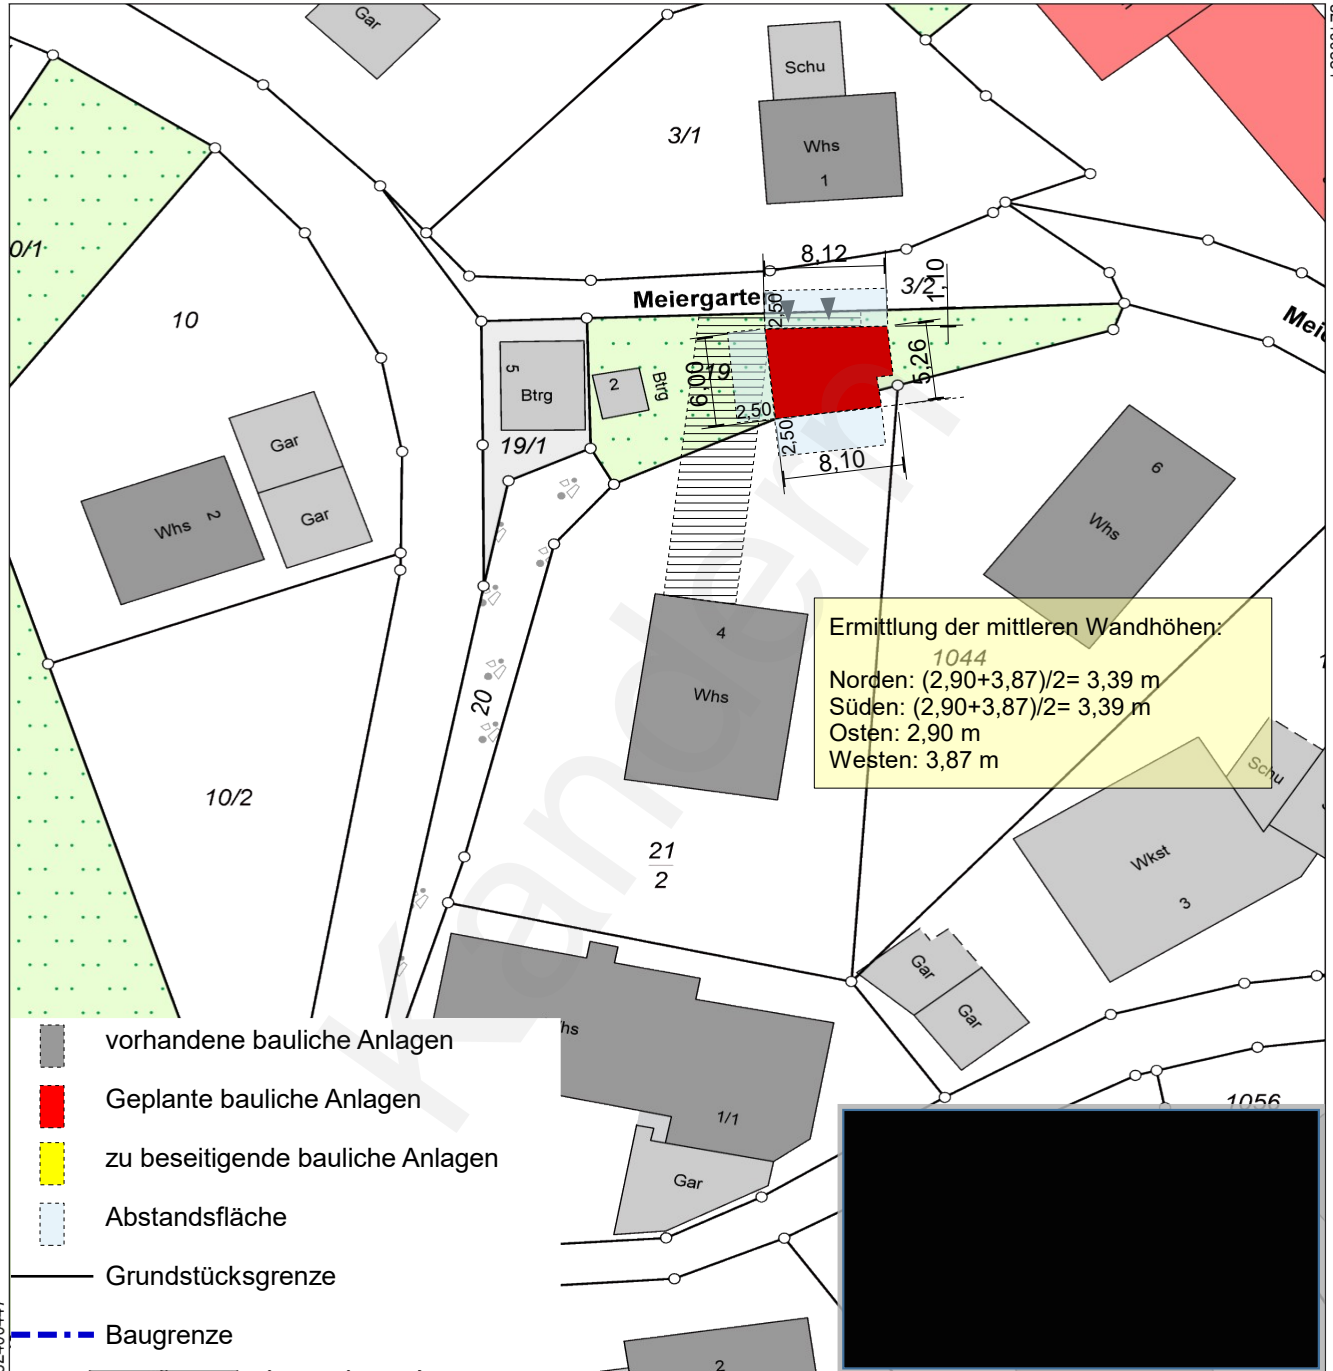 Gar
Schu
3/1
Whs
1
0/1
8,12
3/2
1,10
Meiergarten
2,50
10
5
Btrg
2
Btrg
6,00
19
5,26
2,50
2,50
8,10
19/1
Gar
Gar
Whs
2
6
Whs
4
Whs
20
10/2
21
2
Ermittlung der mittleren Wandhöhen:
1044
Norden: (2,90+3,87)/2= 3,39 m
Süden: (2,90+3,87)/2= 3,39 m
Osten: 2,90 m
Westen: 3,87 m
Schu
Wkst
3
Gar
Gar
1056
1/1
Gar
2
Kandern
vorhandene bauliche Anlagen
Geplante bauliche Anlagen
zu beseitigende bauliche Anlagen
Abstandsfläche
Grundstücksgrenze
Baugrenze